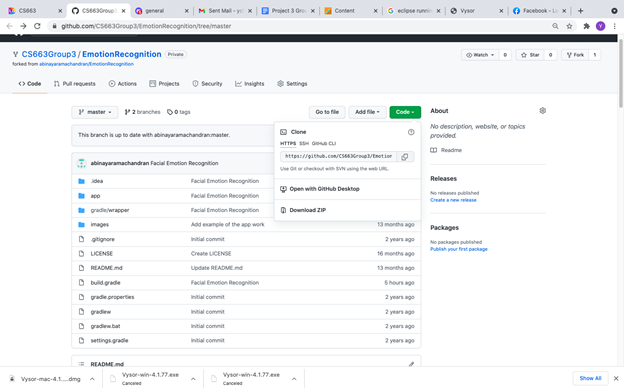 CS663
CS663Group3/
general
Sent Mail - yo
Project 3 Grou
Content
eclipse runnin
Vysor
Facebook - Lo
github.com/CS663Group3/EmotionRecognition/tree/master
Y
CS663Group3 / EmotionRecognition Private
Watch 0 Star 0 Fork 1
forked from abinayaramachandran/EmotionRecognition
Code Pull requests Actions Projects Security Insights Settings
master 2 branches 0 tags Go to file Add file Code
This branch is up to date with abinayaramachandran:master.
abinayaramachandran Facial Emotion Recognition
.idea Facial Emotion Recognition
app Facial Emotion Recognition
gradle/wrapper Facial Emotion Recognition
images Add example of the app work 13 months ago
.gitignore Initial commit 2 years ago
LICENSE Create LICENSE 16 months ago
README.md Update README.md 13 months ago
build.gradle Facial Emotion Recognition 5 hours ago
gradle.properties Initial commit 2 years ago
gradlew Initial commit 2 years ago
gradlew.bat Initial commit 2 years ago
settings.gradle Initial commit 2 years ago
README.md
Clone
HTTPS SSH GitHub CLI
https://github.com/CS663Group3/Emotion
Use Git or checkout with SVN using the web URL.
Open with GitHub Desktop
Download ZIP
About
No description, website, or topics
provided.
Readme
Releases
No releases published
Create a new release
Packages
No packages published
Publish your first package
Vysor-mac-4.1.....dmg
Vysor-win-4.1.77.exe
Canceled
Vysor-win-4.1.77.exe
Canceled
Show All